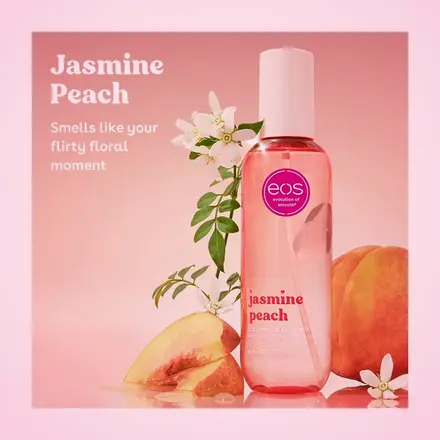 Jasmine
Peach
Smells like your
flirty floral
moment
eos
evolution of
smooth®
jasmine
peach